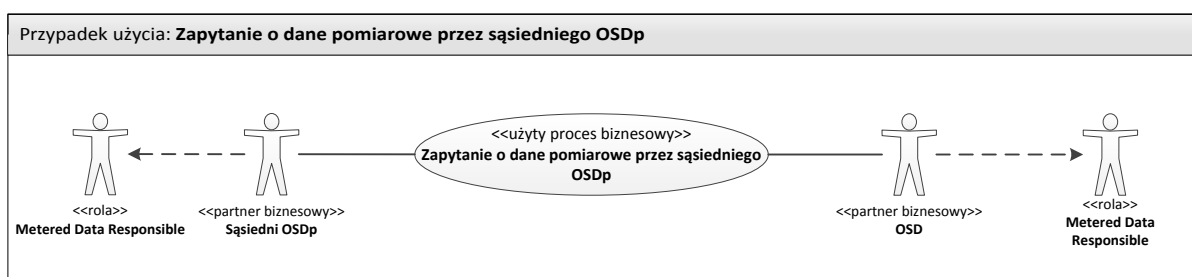 Przypadek użycia: Zapytanie o dane pomiarowe przez sąsiedniego OSDp
<<użyty proces biznesowy>>
Zapytanie o dane pomiarowe przez sąsiedniego
OSDp
<<rola>>
Metered Data Responsible
<<partner biznesowy>>
Sąsiedni OSDp
<<partner biznesowy>>
OSD
<<rola>>
Metered Data
Responsible